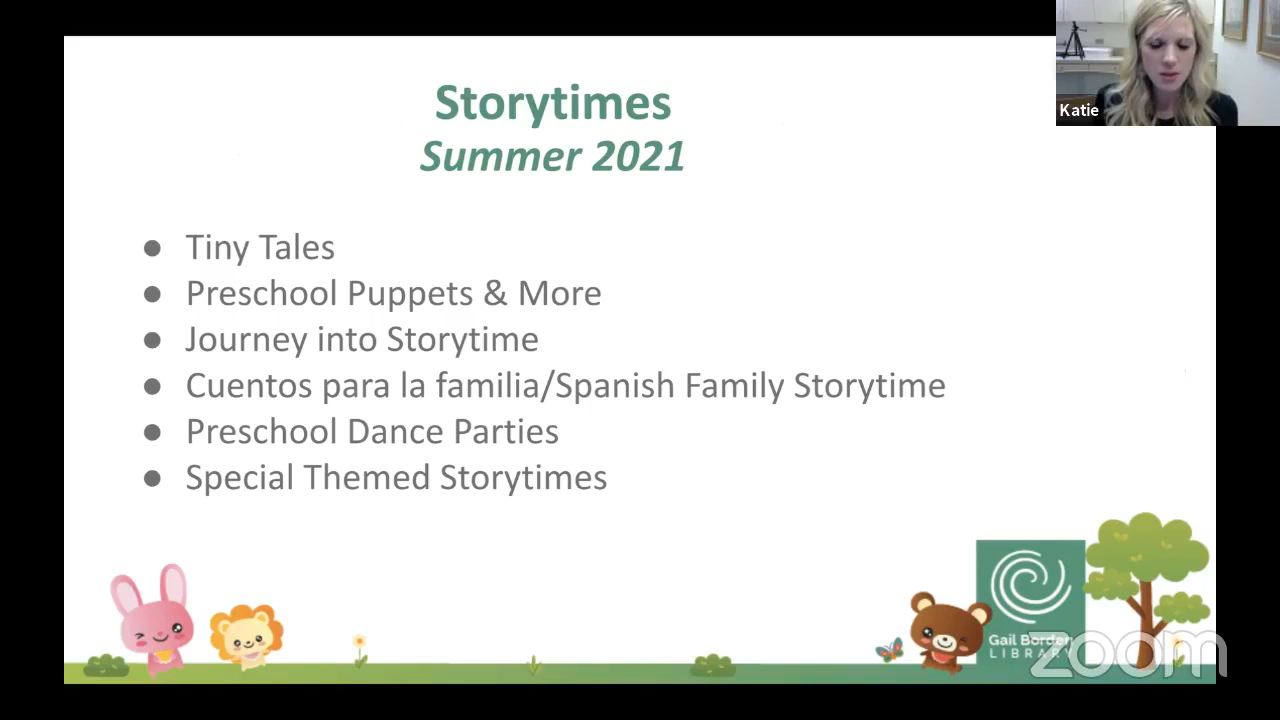 Storytimes
Summer 2021
Katie
● Tiny Tales
● Preschool Puppets & More
● Journey into Storytime
● Cuentos para la familia/Spanish Family Storytime
● Preschool Dance Parties
● Special Themed Storytimes
Gail Borden
LIBRARY
zoom